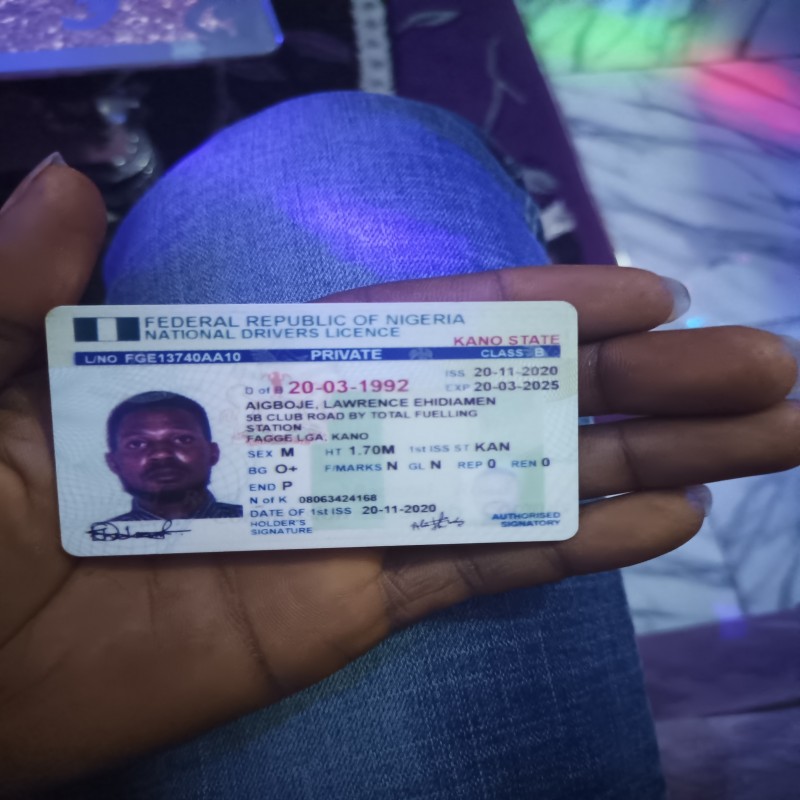 FEDERAL REPUBLIC OF NIGERIA
NATIONAL DRIVERS LICENCE
KANO STATE
L/NO FGE13740AA10 PRIVATE CLASS B
ISS 20-11-2020
D of B 20-03-1992 EXP 20-03-2025
AIGBOJE, LAWRENCE EHIDIAMEN
5B CLUB ROAD BY TOTAL FUELLING
STATION
FAGGE LGA, KANO
SEX M HT 1.70M 1st ISS ST KAN
BG O+ F/MARKS N GL N REP 0 REN 0
END P
N of K 08063424168
DATE OF 1st ISS 20-11-2020
HOLDER'S
SIGNATURE
AUTHORISED
SIGNATORY